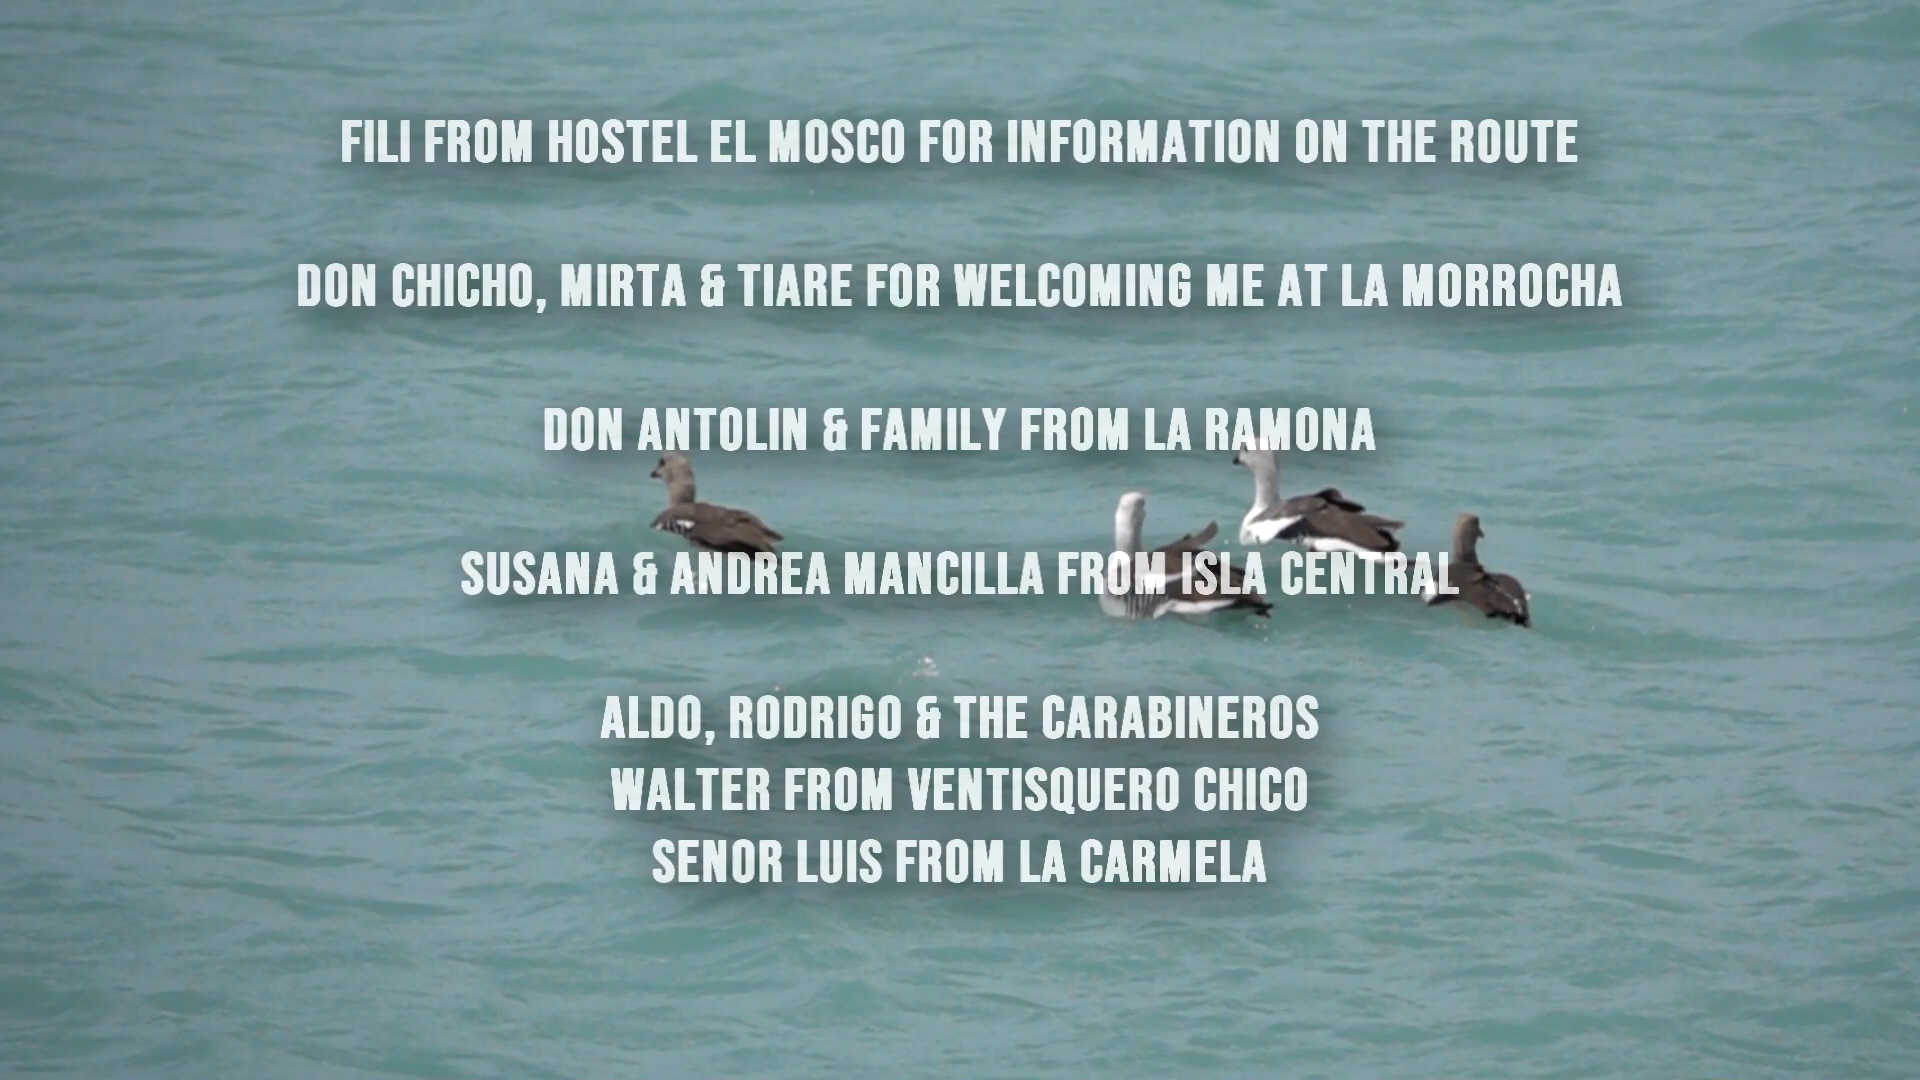 FILI FROM HOSTEL EL MOSCO FOR INFORMATION ON THE ROUTE
DON CHICHO, MIRTA & TIARE FOR WELCOMING ME AT LA MORROCHA
DON ANTOLIN & FAMILY FROM LA RAMONA
SUSANA & ANDREA MANCILLA FROM ISLA CENTRAL
ALDO, RODRIGO & THE CARABINEROS
WALTER FROM VENTISQUERO CHICO
SENOR LUIS FROM LA CARMELA